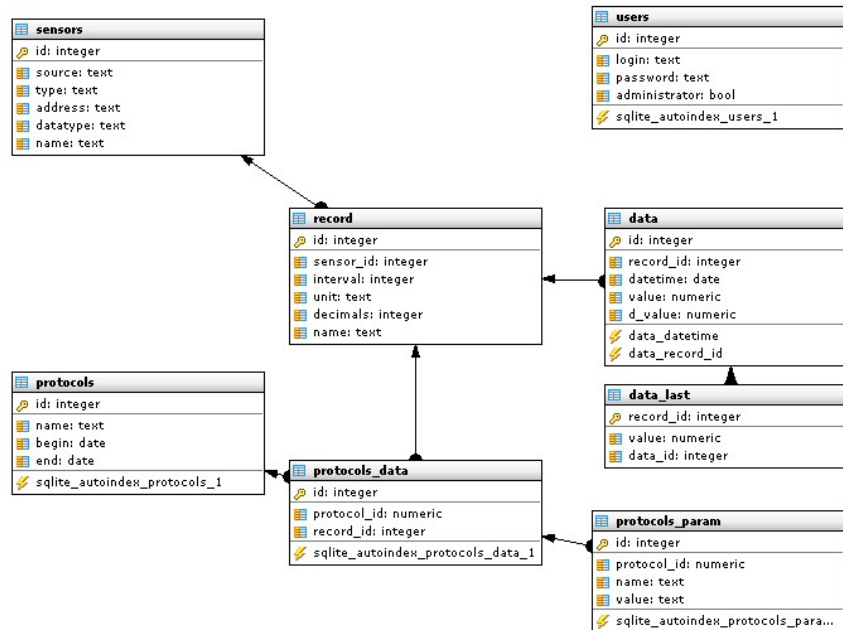 sensors
id: integer
source: text
type: text
address: text
datatype: text
name: text
users
id: integer
login: text
password: text
administrator: bool
sqlite_autoindex_users_1
record
id: integer
sensor_id: integer
interval: integer
unit: text
decimals: integer
name: text
data
id: integer
record_id: integer
datetime: date
value: numeric
d_value: numeric
data_datetime
data_record_id
protocols
id: integer
name: text
begin: date
end: date
sqlite_autoindex_protocols_1
data_last
record_id: integer
value: numeric
data_id: integer
protocols_data
id: integer
protocol_id: numeric
record_id: integer
sqlite_autoindex_protocols_data_1
protocols_param
id: integer
protocol_id: numeric
name: text
value: text
sqlite_autoindex_protocols_para...